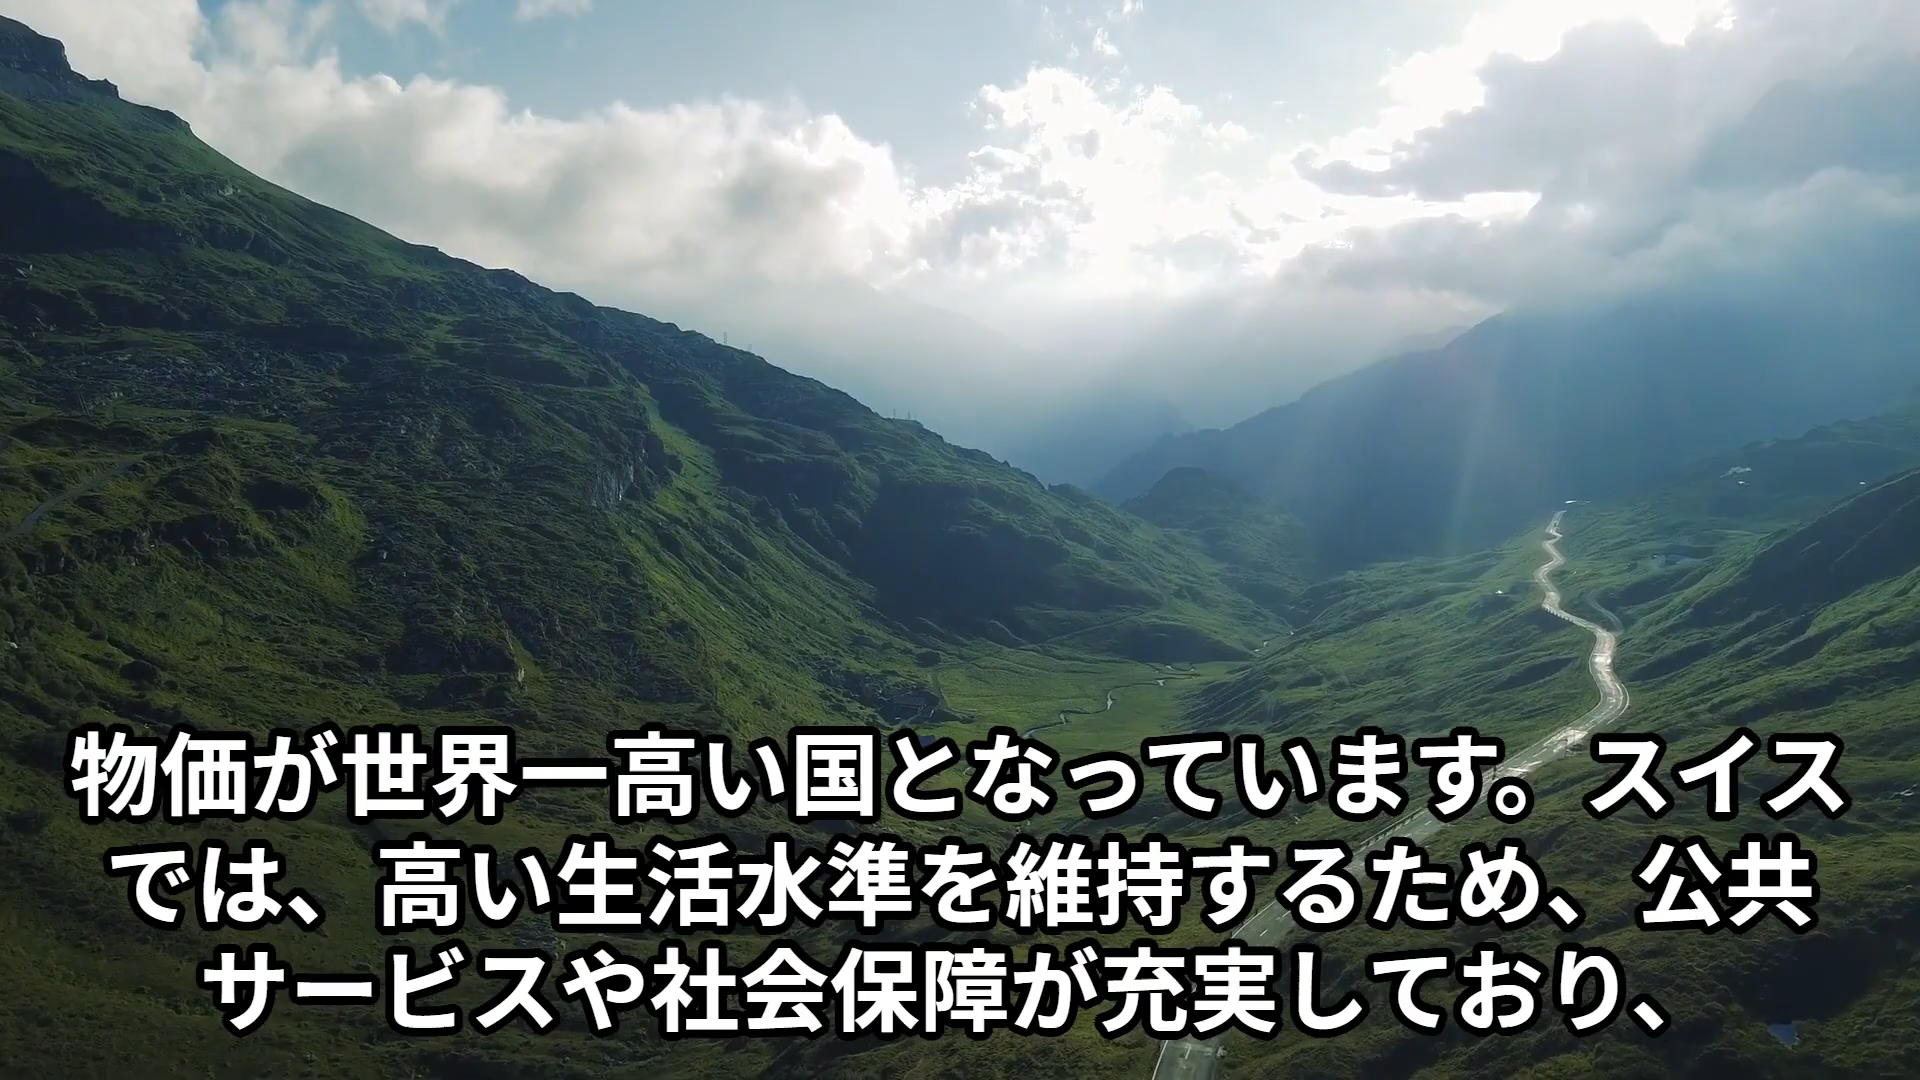 物価が世界一高い国となっています。スイス
では、高い生活水準を維持するため、公共
サービスや社会保障が充実しており、